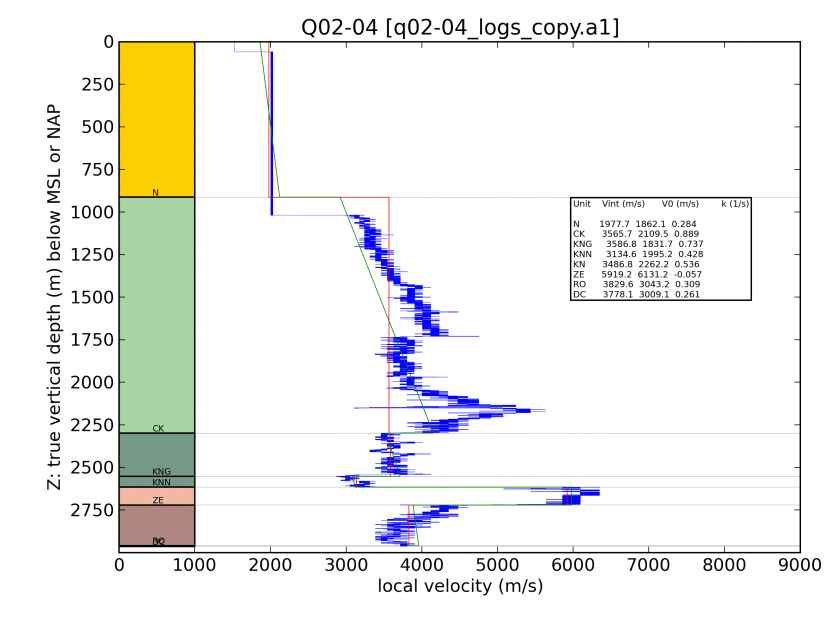 Q02-04 [q02-04_logs_copy.a1]
Z: true vertical depth (m) below MSL or NAP
0
250
500
750
1000
1250
1500
1750
2000
2250
2500
2750
N
CK
KNG
KNN
ZE
RO
Unit Vint (m/s) V0 (m/s) k (1/s)
N 1977.7 1862.1 0.284
CK 3565.7 2109.5 0.889
KNG 3586.8 1831.7 0.737
KNN 3134.6 1995.2 0.428
KN 3486.8 2262.2 0.536
ZE 5919.2 6131.2 -0.057
RO 3829.6 3043.2 0.309
DC 3778.1 3009.1 0.261
0 1000 2000 3000 4000 5000 6000 7000 8000 9000
local velocity (m/s)